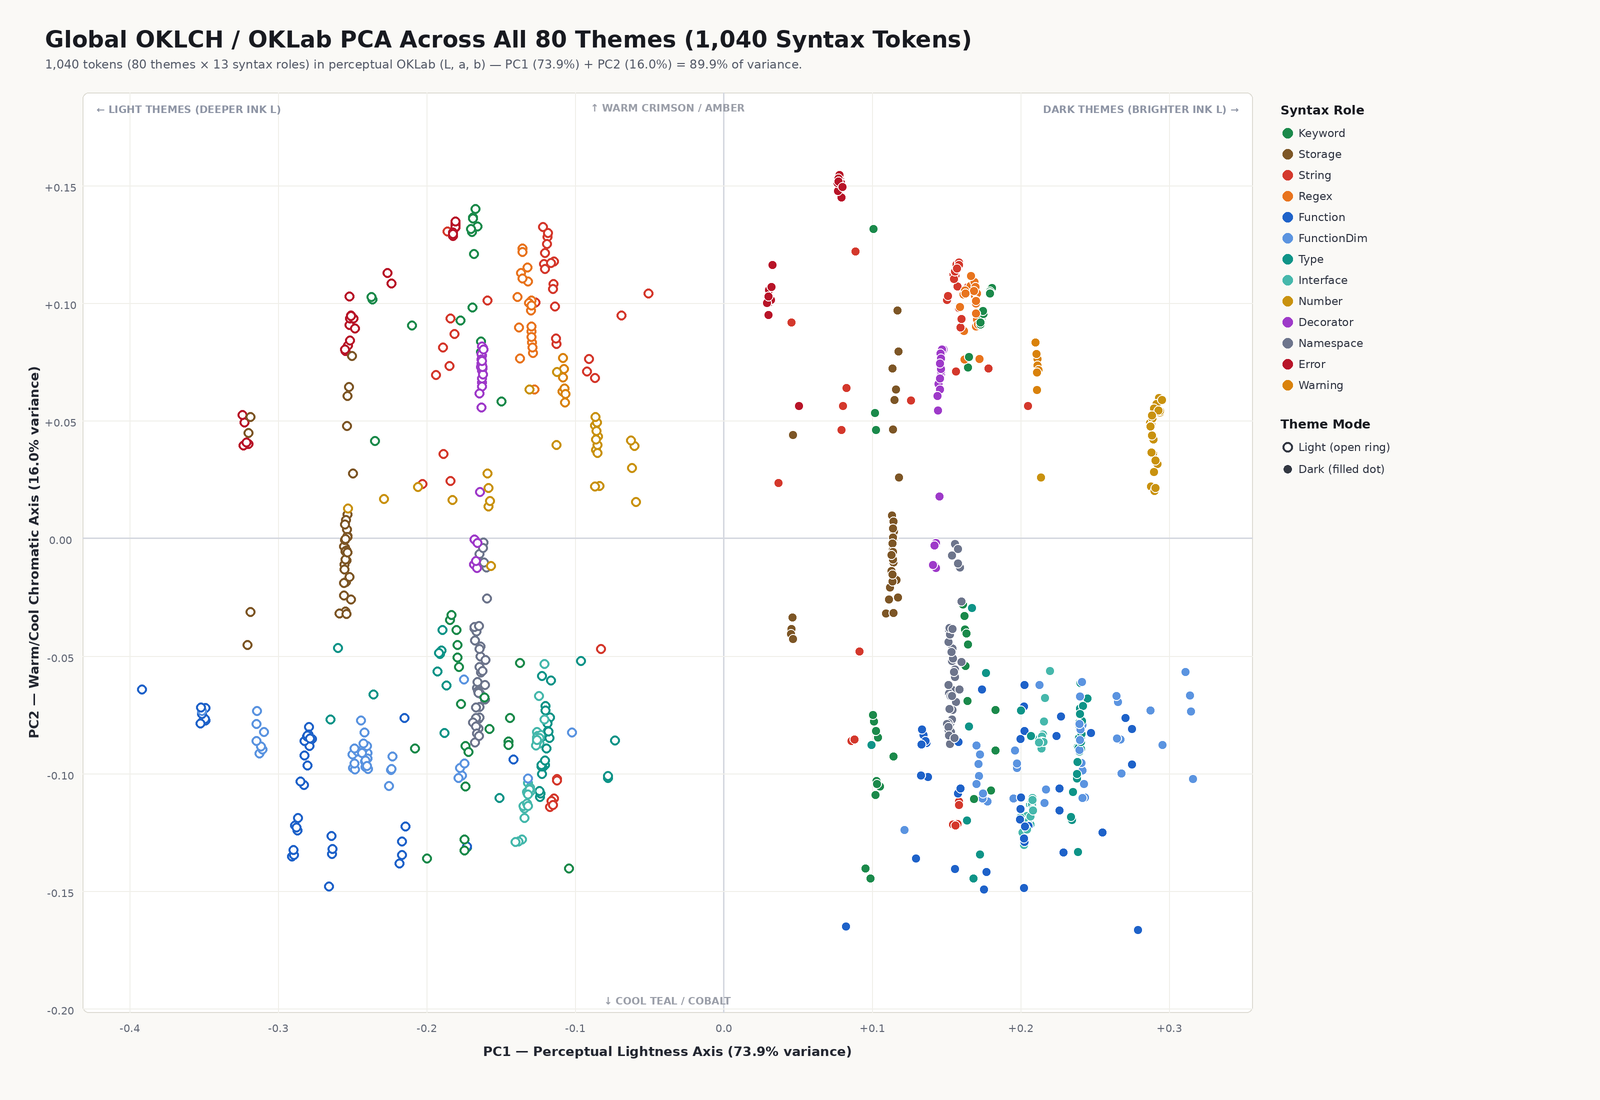 Global OKLCH / OKLab PCA Across All 80 Themes (1,040 Syntax Tokens)
1,040 tokens (80 themes × 13 syntax roles) in perceptual OKLab (L, a, b) — PC1 (73.9%) + PC2 (16.0%) = 89.9% of variance.
← LIGHT THEMES (DEEPER INK L)
↑ WARM CRIMSON / AMBER
DARK THEMES (BRIGHTER INK L) →
↓ COOL TEAL / COBALT
PC2 — Warm/Cool Chromatic Axis (16.0% variance)
+0.15
+0.10
+0.05
0.00
-0.05
-0.10
-0.15
-0.20
-0.4
-0.3
-0.2
-0.1
0.0
+0.1
+0.2
+0.3
PC1 — Perceptual Lightness Axis (73.9% variance)
Syntax Role
Keyword
Storage
String
Regex
Function
FunctionDim
Type
Interface
Number
Decorator
Namespace
Error
Warning
Theme Mode
Light (open ring)
Dark (filled dot)